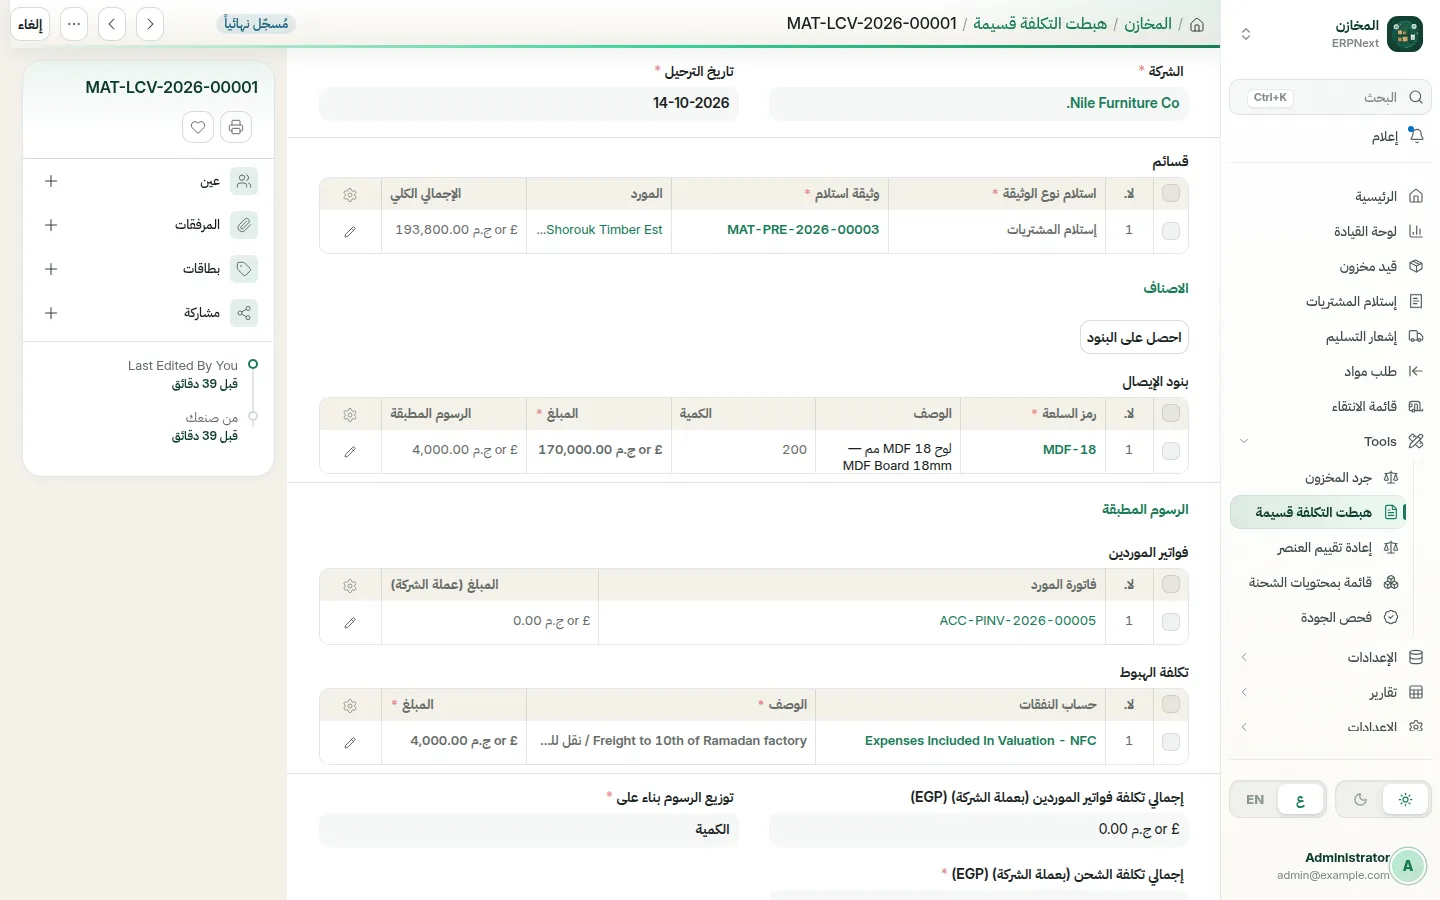 المخازن
ERPNext
البحث
Ctrl+K
إعلام
الرئيسية
لوحة القيادة
قيد مخزون
إستلام المشتريات
إشعار التسليم
طلب مواد
قائمة الانتقاء
Tools
جرد المخزون
هبطت التكلفة قسيمة
إعادة تقييم العنصر
قائمة بمحتويات الشحنة
فحص الجودة
الإعدادات
تقارير
الاعدادات
ع EN
Administrator
admin@example.com
A
المخازن / هبطت التكلفة قسيمة / MAT-LCV-2026-00001
مُسجّل نهائياً
إلغاء
الشركة *
Nile Furniture Co.
تاريخ الترحيل *
14-10-2026
قسائم
لا. استلام نوع الوثيقة * وثيقة استلام * المورد الإجمالي الكلي
1 إستلام المشتريات MAT-PRE-2026-00003 Shorouk Timber Est... £ or ج.م 193,800.00
الاصناف
احصل على البنود
بنود الإيصال
لا. رمز السلعة * الوصف الكمية المبلغ * الرسوم المطبقة
1 MDF-18 لوح MDF 18 مم — 200 £ or ج.م 170,000.00 £ or ج.م 4,000.00
MDF Board 18mm
الرسوم المطبقة
فواتير الموردين
لا. فاتورة المورد المبلغ (عملة الشركة)
1 ACC-PINV-2026-00005 £ or ج.م 0.00
تكلفة الهبوط
لا. حساب النفقات الوصف * المبلغ *
1 Expenses Included In Valuation - NFC Freight to 10th of Ramadan factory / نقل للـ... £ or ج.م 4,000.00
إجمالي تكلفة فواتير الموردين (بعملة الشركة) (EGP)
£ or ج.م 0.00
توزيع الرسوم بناء على *
الكمية
إجمالي تكلفة الشحن (بعملة الشركة) (EGP) *
MAT-LCV-2026-00001
عين
المرفقات
بطاقات
مشاركة
Last Edited By You
قبل 39 دقائق
من صنعك
قبل 39 دقائق